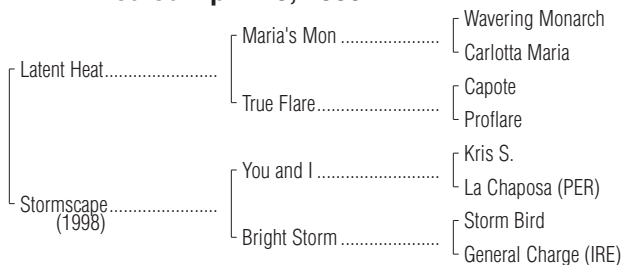 Wavering Monarch
Maria's Mon
Carlotta Maria
Latent Heat
Capote
True Flare
Proflare
Kris S.
You and I
La Chaposa (PER)
Stormscape
(1998)
Storm Bird
Bright Storm
General Charge (IRE)